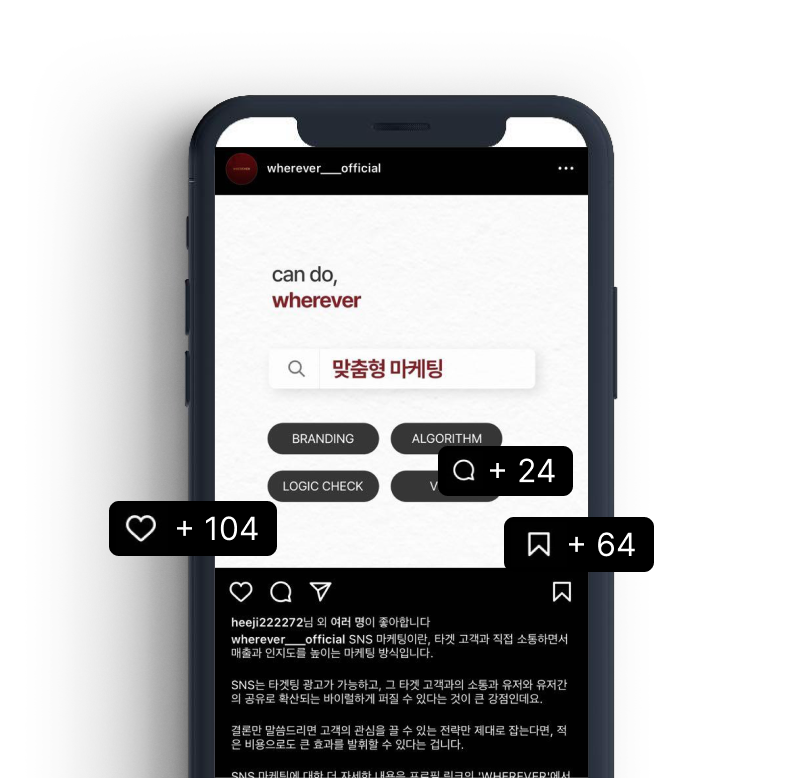 wherever___official
can do,
wherever
맞춤형 마케팅
BRANDING
ALGORITHM
+ 24
LOGIC CHECK
V
+ 104
+ 64
heeji222272님 외 여러 명이 좋아합니다
wherever___official SNS 마케팅이란, 타겟 고객과 직접 소통하면서
매출과 인지도를 높이는 마케팅 방식입니다.
SNS는 타겟팅 광고가 가능하고, 그 타겟 고객과의 소통과 유저와 유저간
의 공유로 확산되는 바이럴하게 퍼질 수 있다는 것이 큰 강점인데요.
결론만 말씀드리면 고객의 관심을 끌 수 있는 전략만 제대로 잡는다면, 적
은 비용으로도 큰 효과를 발휘할 수 있다는 겁니다.
SNS 마케팅에 대한 더 자세한 내용은 프로필 링크의 'WHEREVER'에서